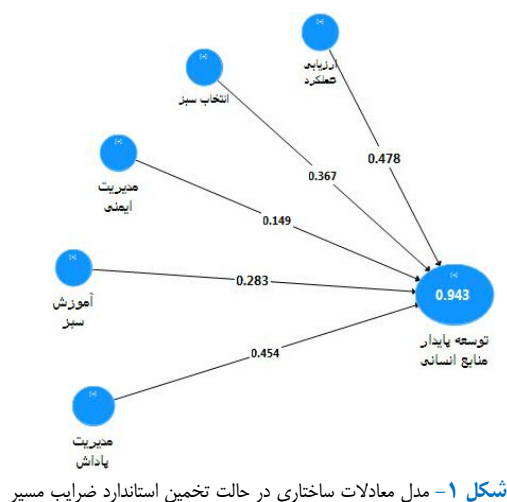 [+]
ارزیابی
عملکرد
[+]
انتخاب سبز
0.478
0.367
[+]
مدیریت
ایمنی
0.149
[+]
آموزش
سبز
0.283
[+]
0.943
توسعه پایدار
منابع انسانی
0.454
[+]
مدیریت
پاداش
شکل ۱- مدل معادلات ساختاری در حالت تخمین استاندارد ضرایب مسیر